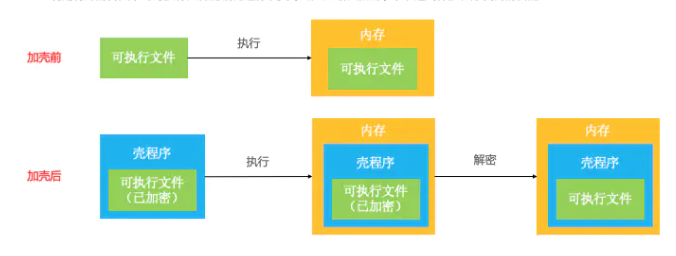 加壳前
可执行文件
执行
内存
可执行文件
加壳后
壳程序
可执行文件
（已加密）
执行
内存
壳程序
可执行文件
（已加密）
解密
内存
壳程序
可执行文件